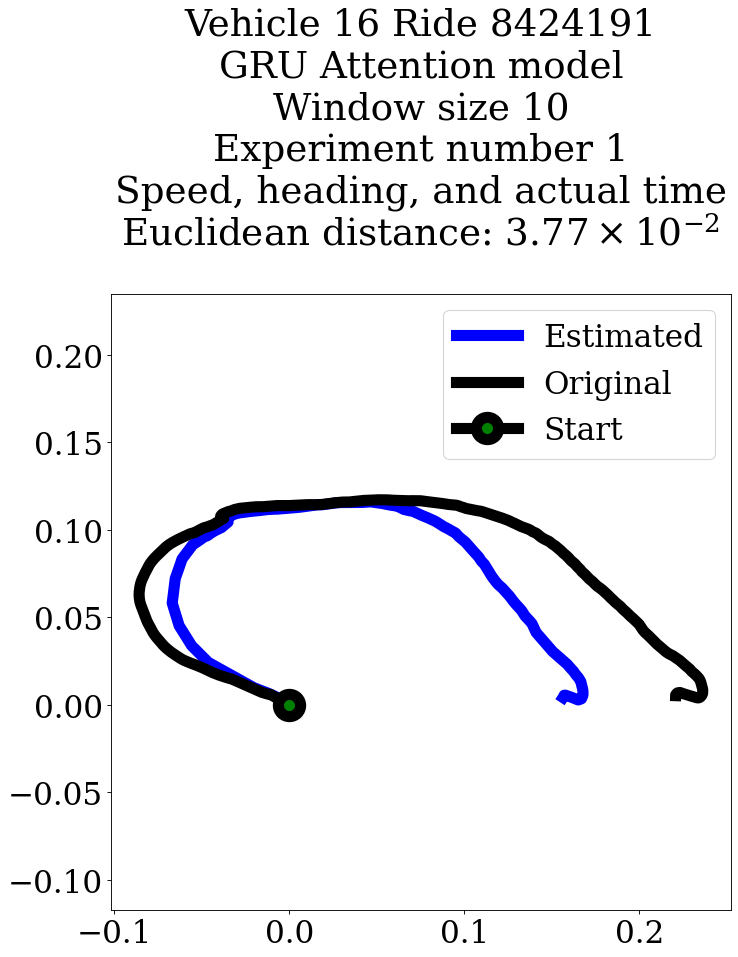 Vehicle 16 Ride 8424191
GRU Attention model
Window size 10
Experiment number 1
Speed, heading, and actual time
Euclidean distance: 3.77 × 10⁻²
Estimated
Original
Start
0.20
0.15
0.10
0.05
0.00
−0.05
−0.10
−0.1
0.0
0.1
0.2